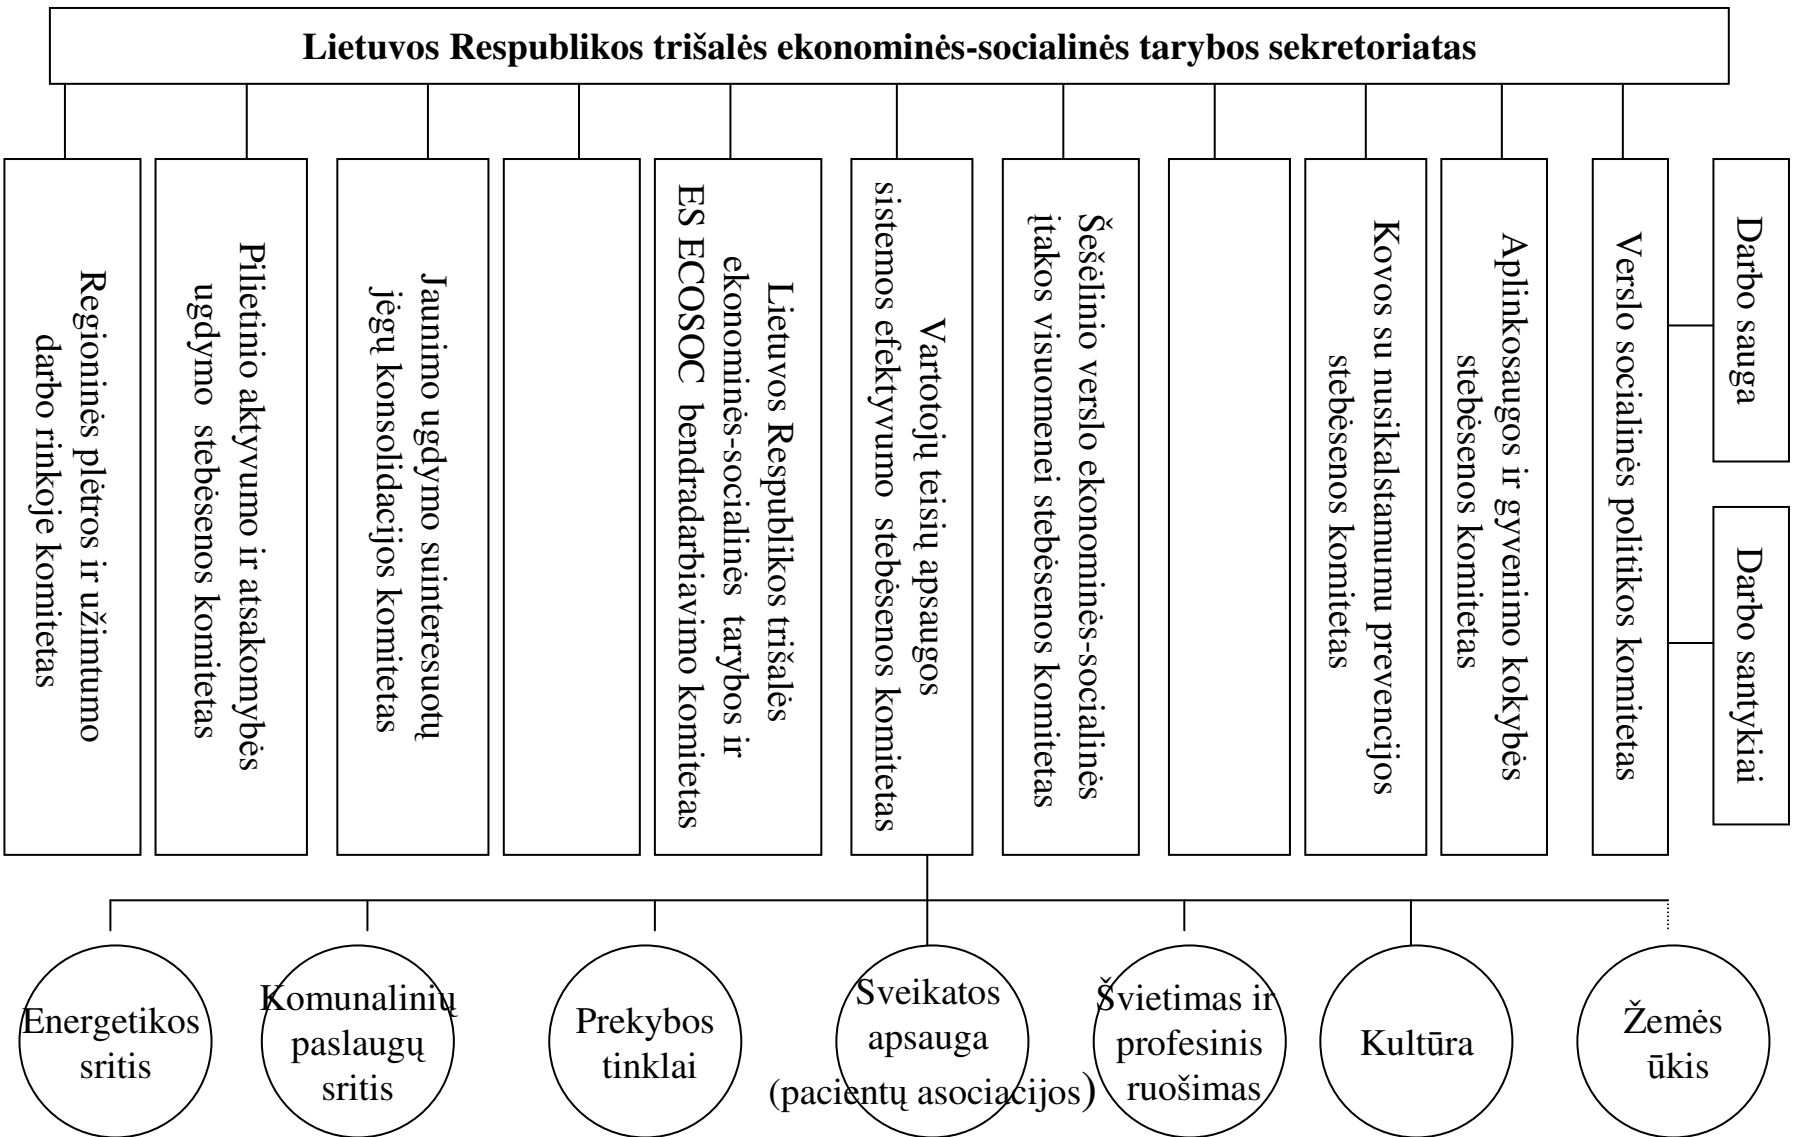 Lietuvos Respublikos trišalės ekonominės-socialinės tarybos sekretoriatas
Regioninės plėtros ir užimtumo
darbo rinkoje komitetas
Pilietinio aktyvumo ir atsakomybės
ugdymo stebėsenos komitetas
Jaunimo ugdymo suinteresuotų
jėgų konsolidacijos komitetas
Lietuvos Respublikos trišalės
ekonominės-socialinės tarybos ir
ES ECOSOC bendradarbiavimo komitetas
Vartotojų teisių apsaugos
sistemos efektyvumo stebėsenos komitetas
Šešėlinio verslo ekonominės-socialinės
įtakos visuomenei stebėsenos komitetas
Kovos su nusikalstamumu prevencijos
stebėsenos komitetas
Aplinkosaugos ir gyvenimo kokybės
stebėsenos komitetas
Verslo socialinės politikos komitetas
Darbo sauga
Darbo santykiai
Energetikos
sritis
Komunalinių
paslaugų
sritis
Prekybos
tinklai
Sveikatos
apsauga
(pacientų asociacijos)
Švietimas ir
profesinis
ruošimas
Kultūra
Žemės
ūkis